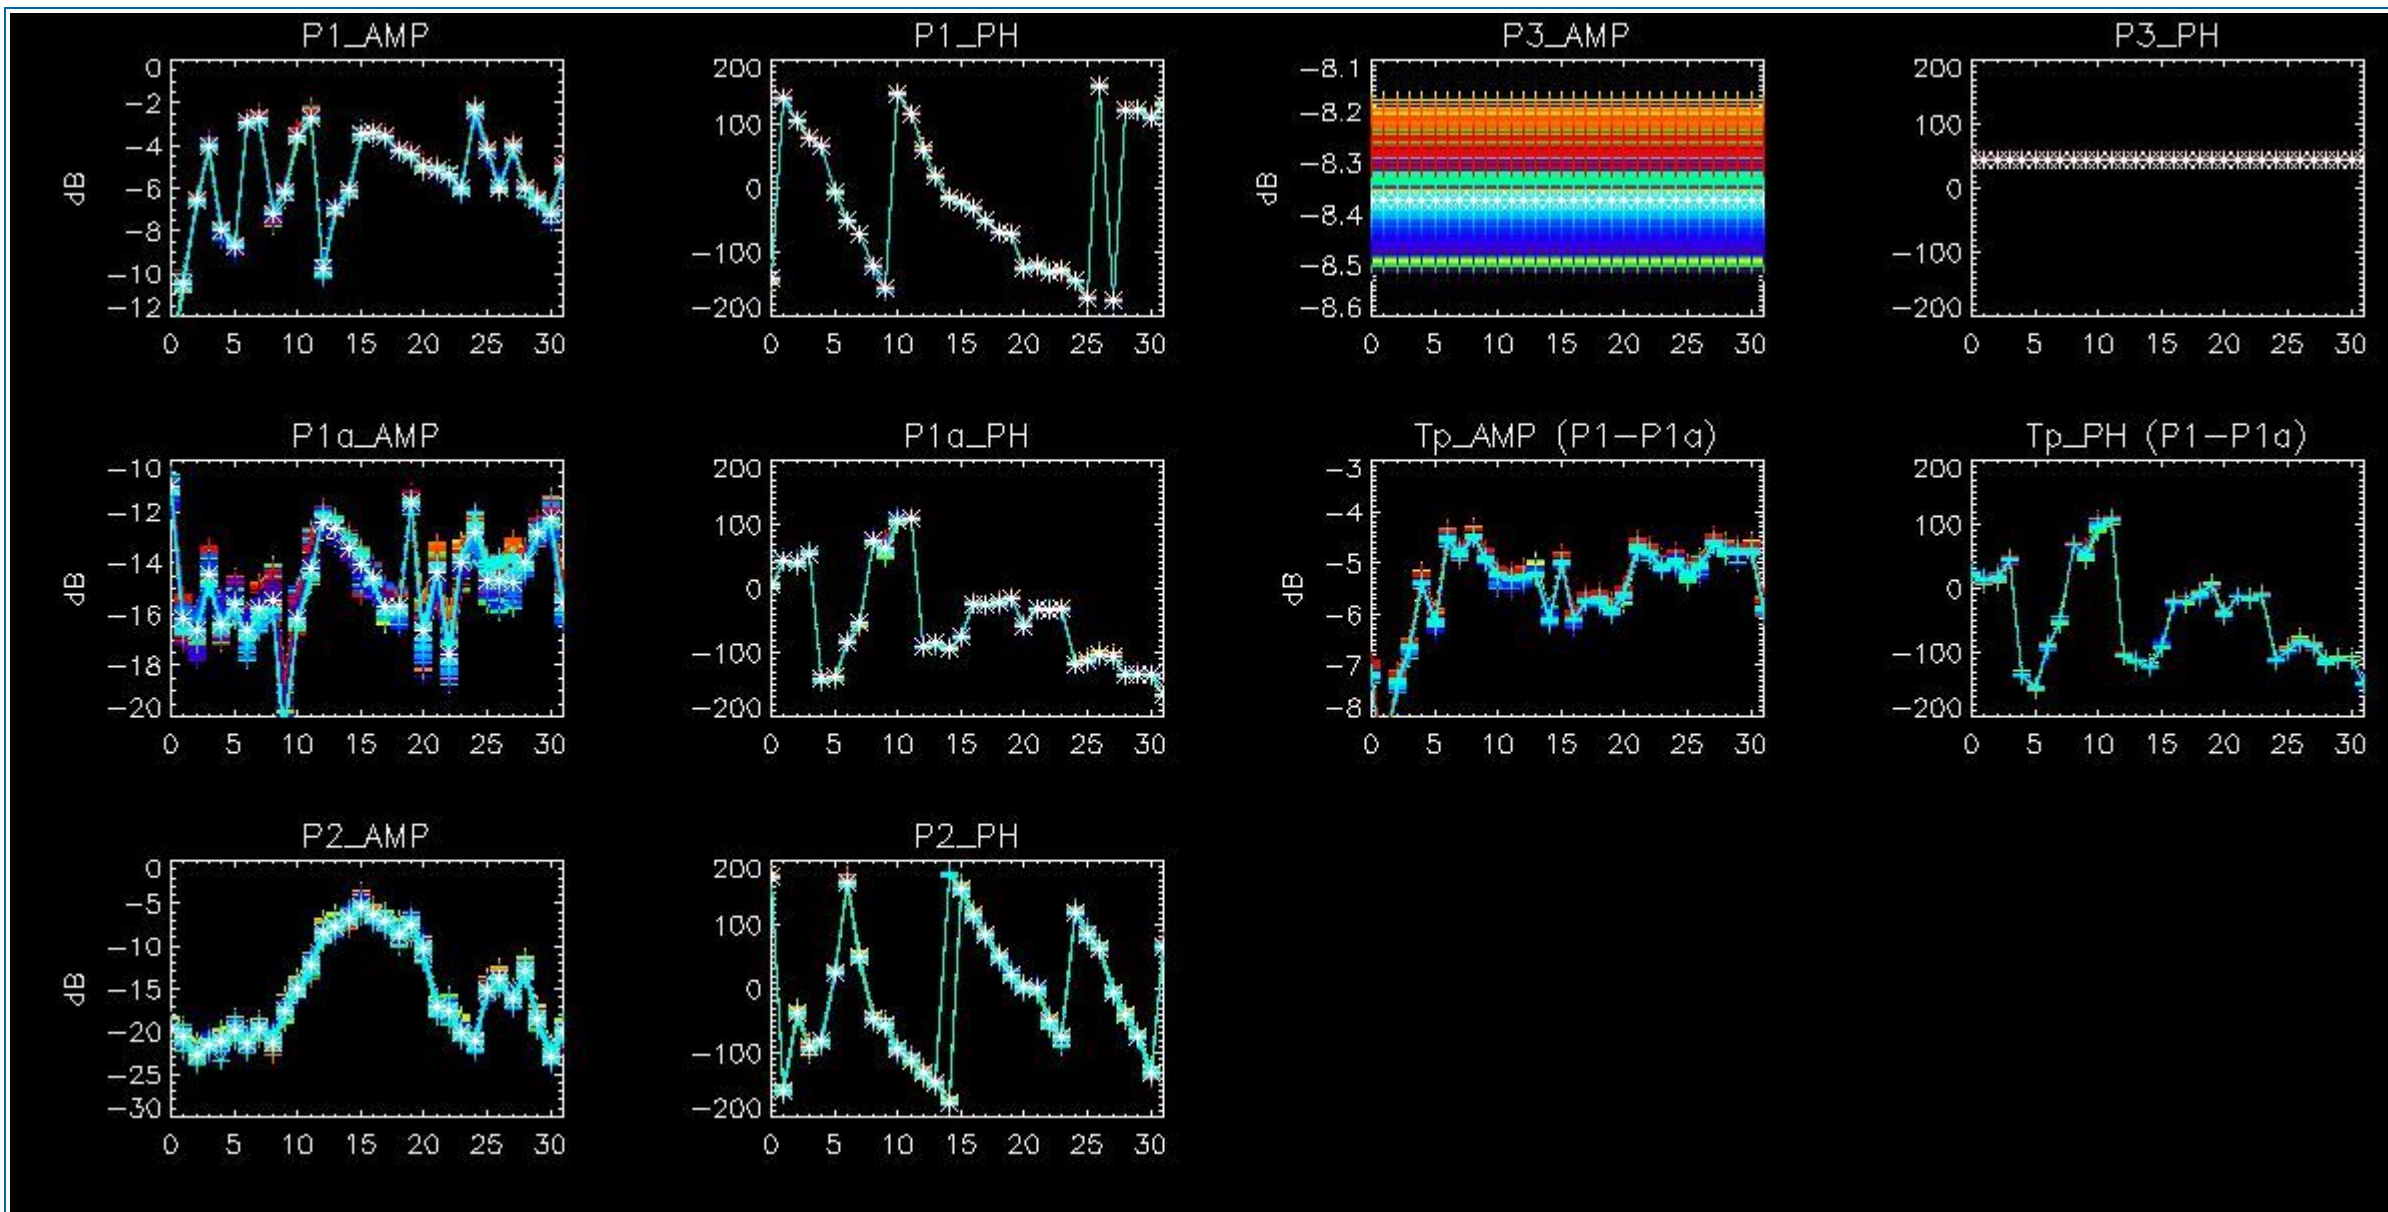 P1_AMP P1_PH P3_AMP P3_PH
0 200 −8.1 200
−2 100 −8.2 100
−4 0 −8.3 0
−6 −100 −8.4 −100
−8 −200 −8.5 −200
−10 −8.6
−12
dB dB
0 5 10 15 20 25 30 0 5 10 15 20 25 30 0 5 10 15 20 25 30 0 5 10 15 20 25 30
P1a_AMP P1a_PH Tp_AMP (P1−P1a) Tp_PH (P1−P1a)
−10 200 −3 200
−12 100 −4 100
−14 0 −5 0
−16 −100 −6 −100
−18 −200 −7 −200
−20 −8
dB dB
0 5 10 15 20 25 30 0 5 10 15 20 25 30 0 5 10 15 20 25 30 0 5 10 15 20 25 30
P2_AMP P2_PH
0 200
−5 100
−10 0
−15 −100
−20 −200
−25
−30
dB
0 5 10 15 20 25 30 0 5 10 15 20 25 30